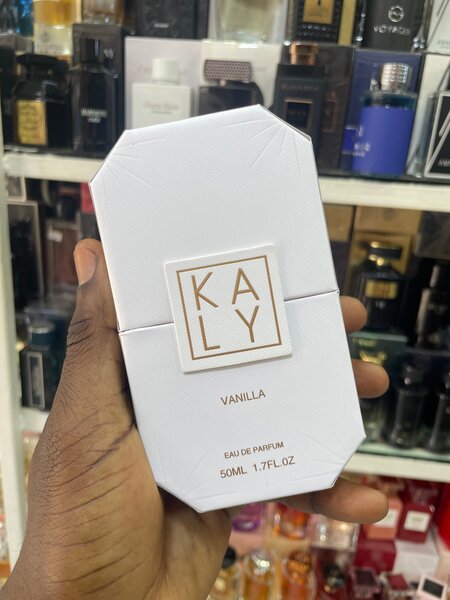 KA
LY
VANILLA
EAU DE PARFUM
50ML 1.7FL.OZ